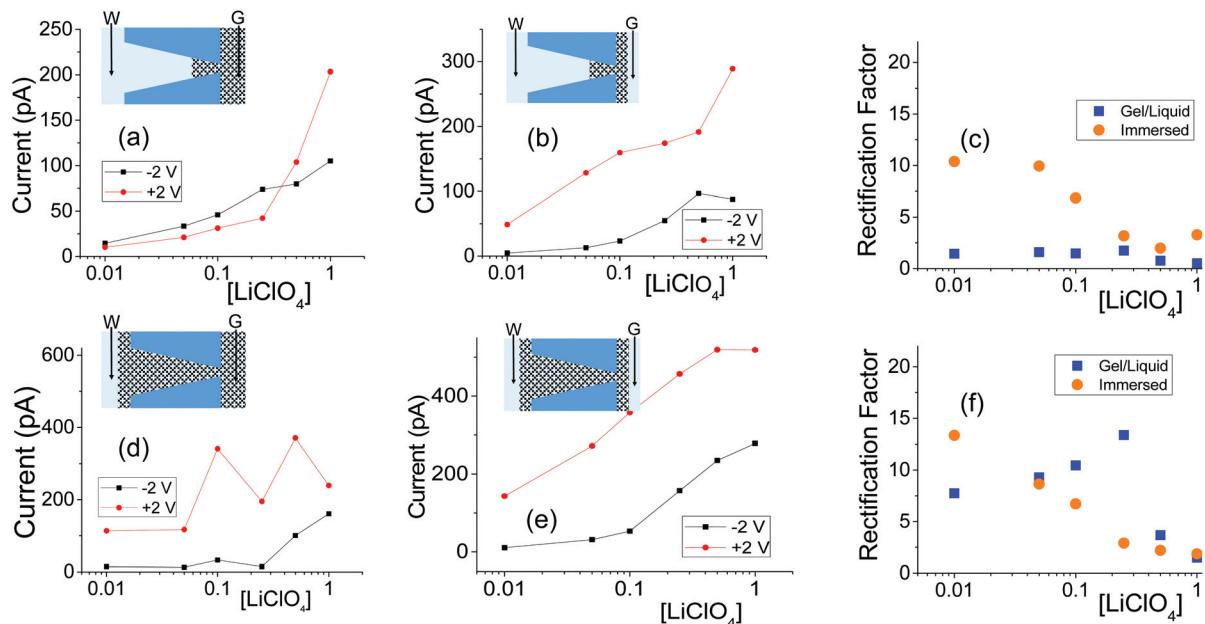 W
G
250
200
150
100
50
0
Current (pA)
(a)
-2 V
+2 V
0.01
0.1
1
[LiClO4]
W
G
300
200
100
0
Current (pA)
(b)
-2 V
+2 V
0.01
0.1
1
[LiClO4]
20
15
10
5
0
Rectification Factor
Gel/Liquid
Immersed
(c)
0.01
0.1
1
[LiClO4]
W
G
600
400
200
0
Current (pA)
(d)
-2 V
+2 V
0.01
0.1
1
[LiClO4]
W
G
400
200
0
Current (pA)
(e)
-2 V
+2 V
0.01
0.1
1
[LiClO4]
20
15
10
5
0
Rectification Factor
Gel/Liquid
Immersed
(f)
0.01
0.1
1
[LiClO4]